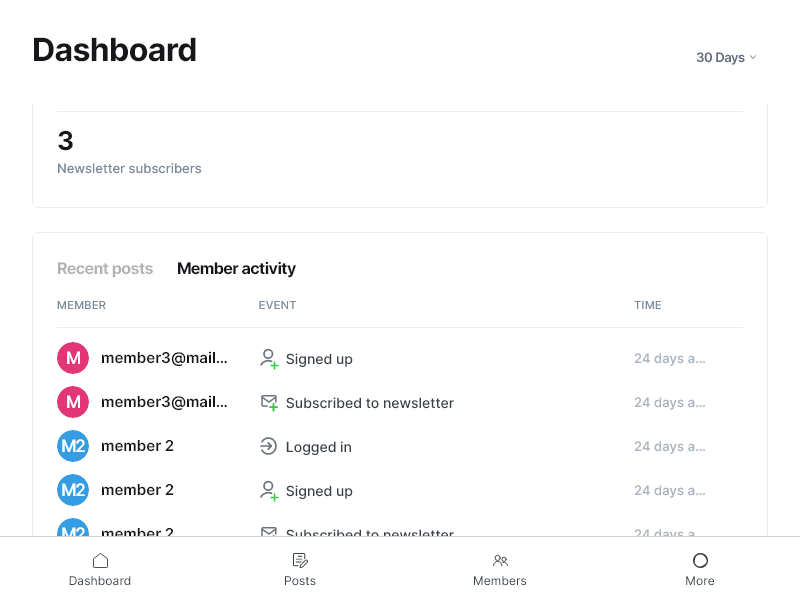 Dashboard
30 Days
3
Newsletter subscribers
Recent posts Member activity
MEMBER EVENT TIME
M member3@mail... Signed up 24 days a...
M member3@mail... Subscribed to newsletter 24 days a...
M2 member 2 Logged in 24 days a...
M2 member 2 Signed up 24 days a...
M2 member 2 Subscribed to newsletter 24 days a...
Dashboard Posts Members More